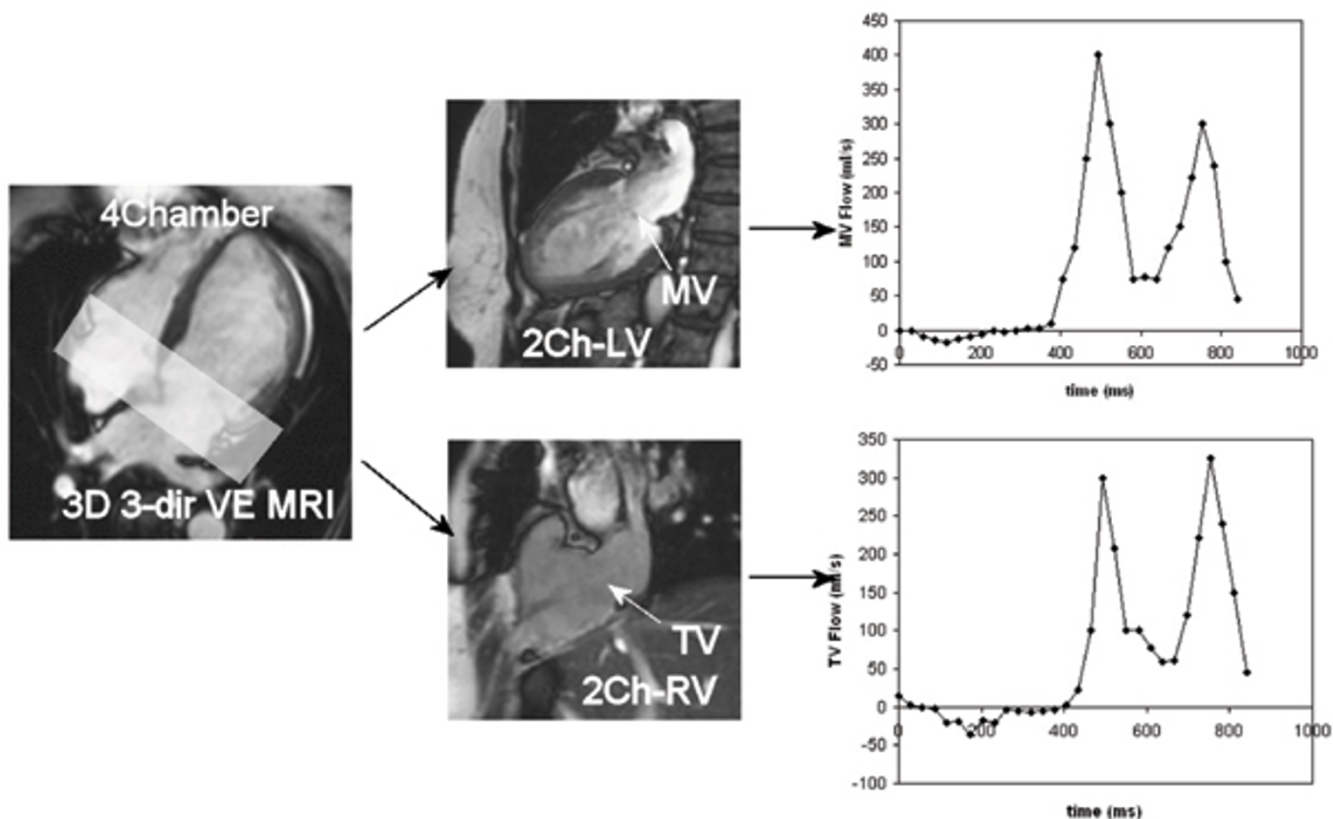 4Chamber
3D 3-dir VE MRI
MV
2Ch-LV
TV
2Ch-RV
450
400
350
300
250
200
150
100
50
0
-50
MV Flow (ml/s)
0 200 400 600 800 1000
time (ms)
350
300
250
200
150
100
50
0
-50
-100
TV Flow (ml/s)
0 200 400 600 800 1000
time (ms)